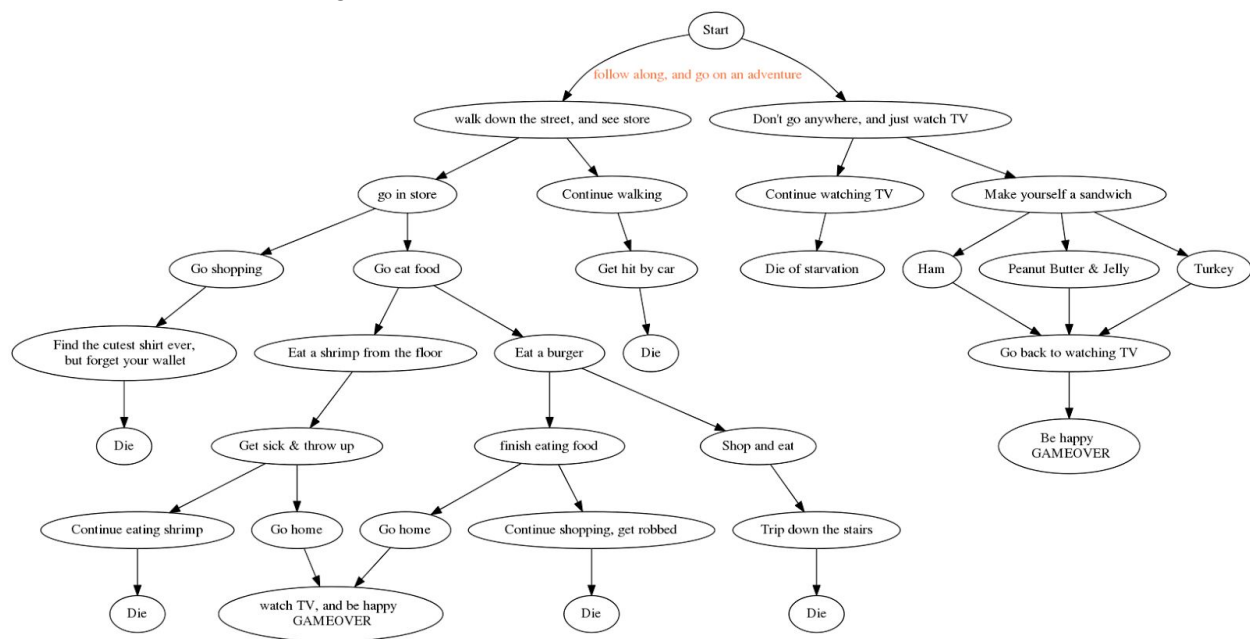 Start
follow along, and go on an adventure
walk down the street, and see store
Don't go anywhere, and just watch TV
go in store
Continue walking
Continue watching TV
Make yourself a sandwich
Go shopping
Go eat food
Get hit by car
Die of starvation
Ham
Peanut Butter & Jelly
Turkey
Find the cutest shirt ever,
but forget your wallet
Eat a shrimp from the floor
Eat a burger
Die
Go back to watching TV
Die
Get sick & throw up
finish eating food
Shop and eat
Be happy
GAMEOVER
Continue eating shrimp
Go home
Go home
Continue shopping, get robbed
Trip down the stairs
Die
watch TV, and be happy
GAMEOVER
Die
Die